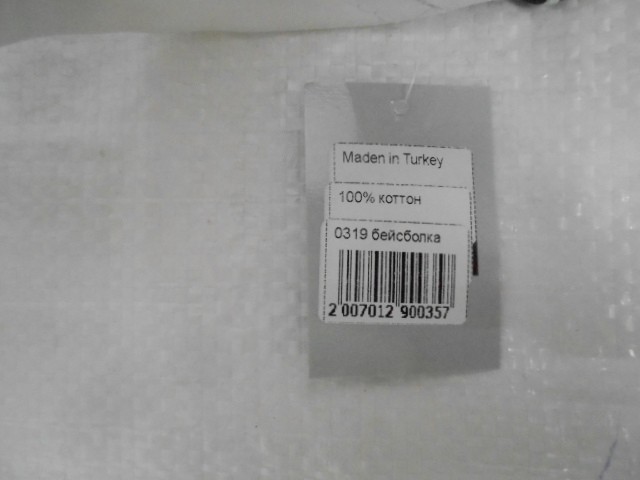 Maden in Turkey
100% коттон
0319 бейсболка
2 007012 900357